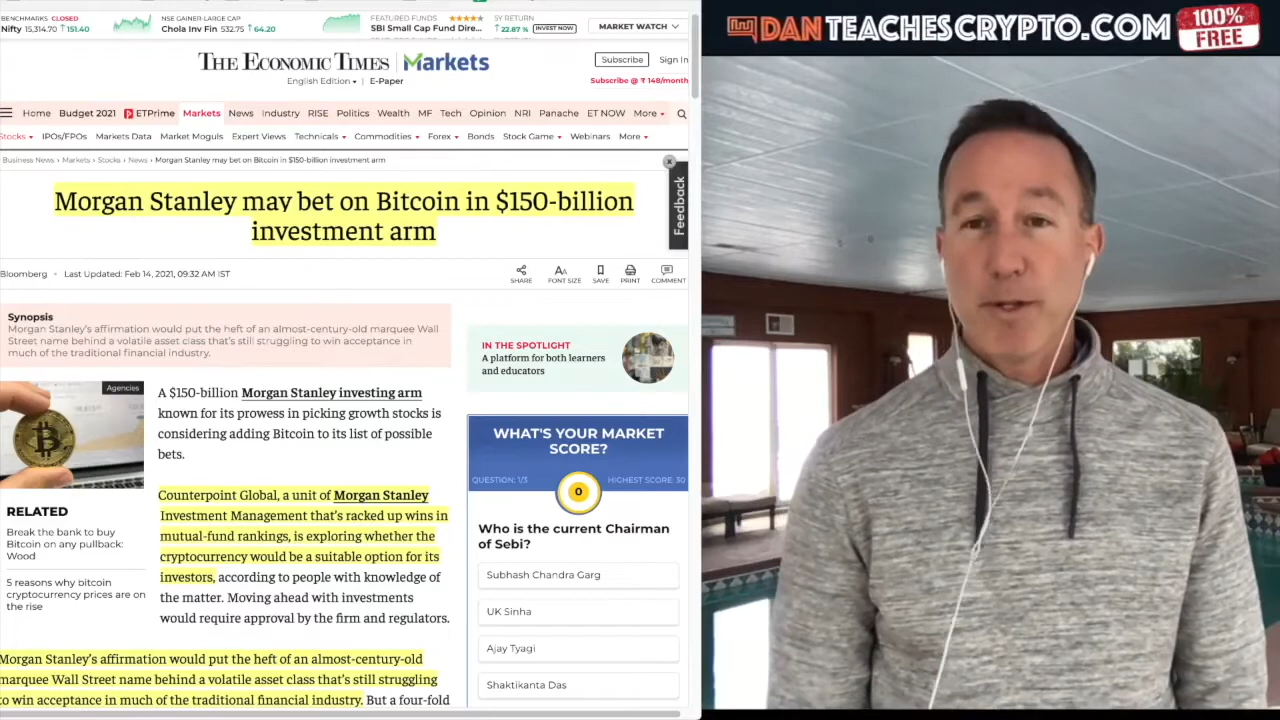 BENCHMARKS CLOSED
Nifty 15,314.70 ↑ 151.40
NSE GAINER-LARGE CAP
Chola Inv Fin 532.75 ↑ 64.20
FEATURED FUNDS ★★★★★
SBI Small Cap Fund Dire...
5Y RETURN
22.87 % INVEST NOW
MARKET WATCH
THE ECONOMIC TIMES | Markets
English Edition | E-Paper
Subscribe Sign In
Subscribe @ ₹ 148/month
Home Budget 2021 ETPrime Markets News Industry RISE Politics Wealth MF Tech Opinion NRI Panache ET NOW More
Stocks IPOs/FPOs Markets Data Market Moguls Expert Views Technicals Commodities Forex Bonds Stock Game Webinars More
Business News › Markets › Stocks › News › Morgan Stanley may bet on Bitcoin in $150-billion investment arm
Morgan Stanley may bet on Bitcoin in $150-billion
investment arm
Feedback
Bloomberg • Last Updated: Feb 14, 2021, 09:32 AM IST
SHARE FONT SIZE SAVE PRINT COMMENT
Synopsis
Morgan Stanley's affirmation would put the heft of an almost-century-old marquee Wall
Street name behind a volatile asset class that's still struggling to win acceptance in
much of the traditional financial industry.
Agencies
A $150-billion Morgan Stanley investing arm
known for its prowess in picking growth stocks is
considering adding Bitcoin to its list of possible
bets.
Counterpoint Global, a unit of Morgan Stanley
Investment Management that's racked up wins in
mutual-fund rankings, is exploring whether the
cryptocurrency would be a suitable option for its
investors, according to people with knowledge of
the matter. Moving ahead with investments
would require approval by the firm and regulators.
RELATED
Break the bank to buy
Bitcoin on any pullback:
Wood
5 reasons why bitcoin
cryptocurrency prices are on
the rise
Morgan Stanley's affirmation would put the heft of an almost-century-old
marquee Wall Street name behind a volatile asset class that's still struggling
to win acceptance in much of the traditional financial industry. But a four-fold
IN THE SPOTLIGHT
A platform for both learners
and educators
WHAT'S YOUR MARKET
SCORE?
QUESTION: 1/3 HIGHEST SCORE: 30
0
Who is the current Chairman
of Sebi?
Subhash Chandra Garg
UK Sinha
Ajay Tyagi
Shaktikanta Das
DANTEACHESCRYPTO.COM
100%
FREE